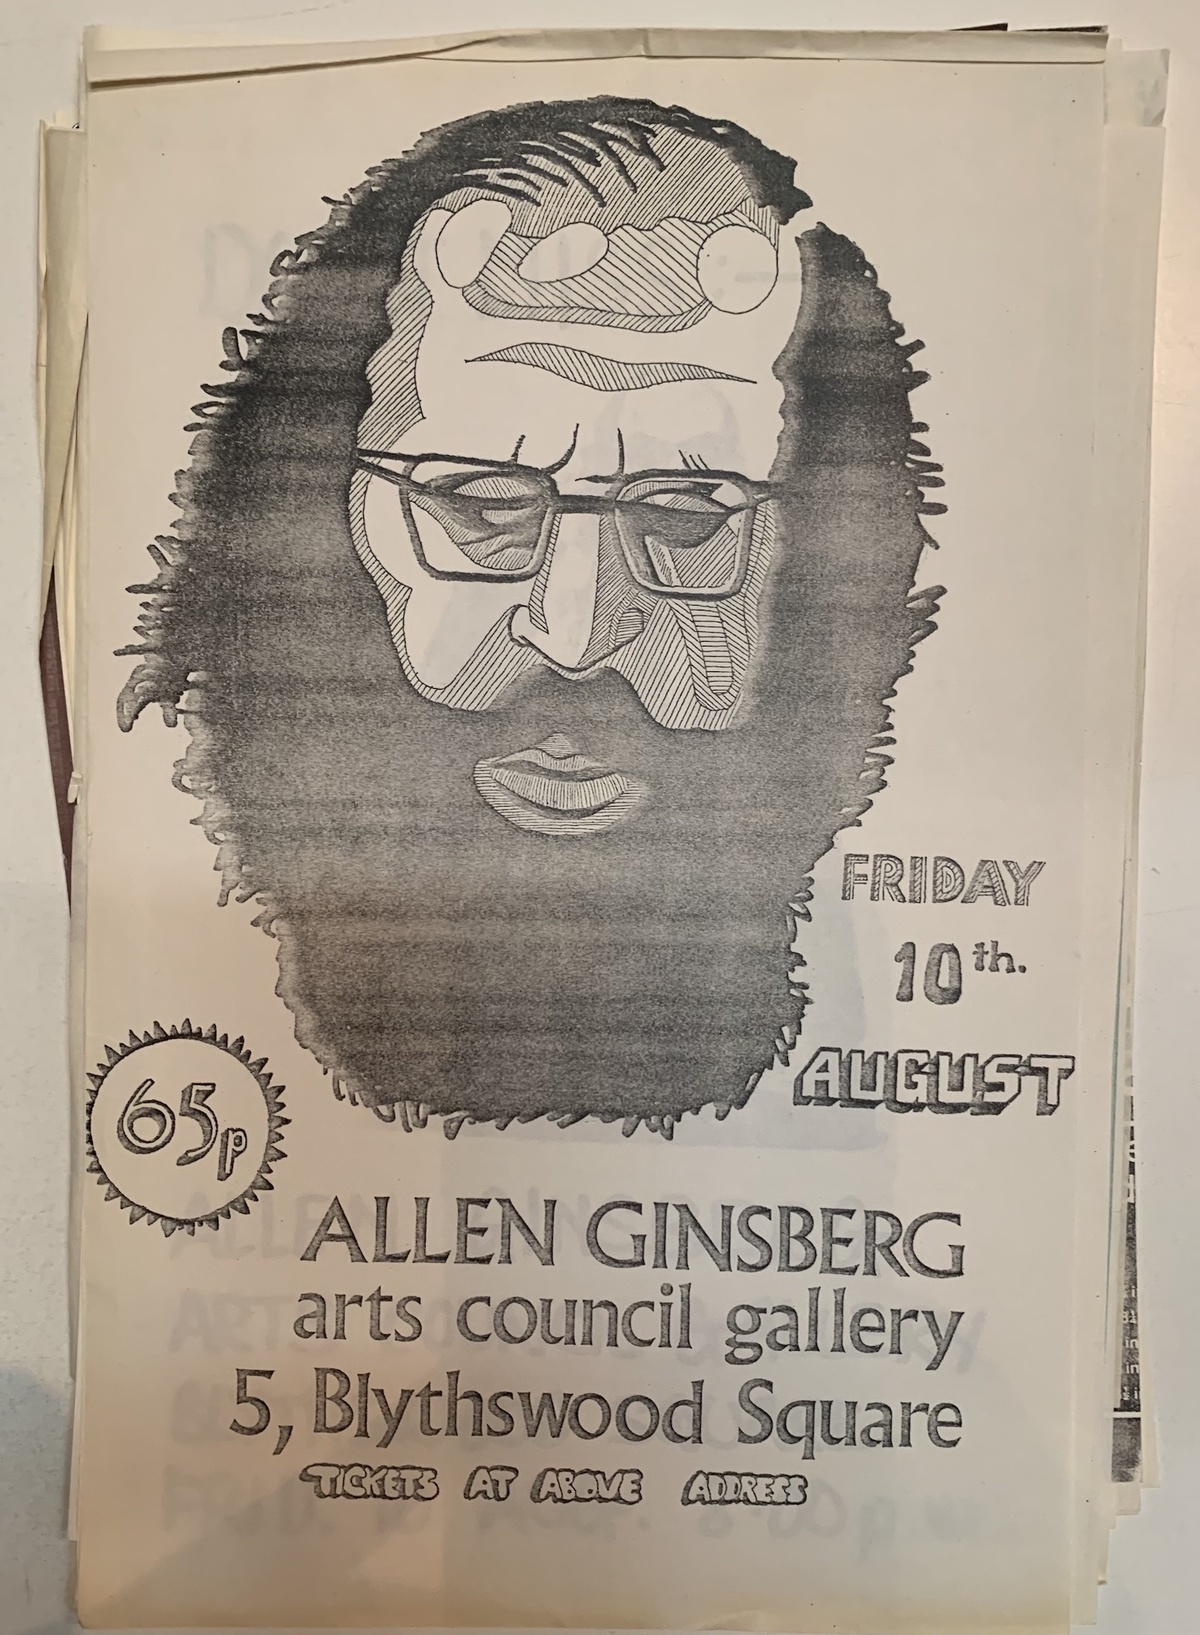 FRIDAY
10th.
AUGUST
65p
ALLEN GINSBERG
arts council gallery
5, Blythswood Square
TICKETS AT ABOVE ADDRESS